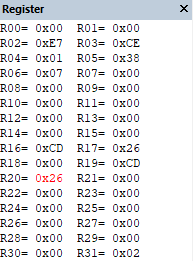 Register ×
R00= 0x00 R01= 0x00
R02= 0xE7 R03= 0xCE
R04= 0x01 R05= 0x38
R06= 0x07 R07= 0x00
R08= 0x00 R09= 0x00
R10= 0x00 R11= 0x00
R12= 0x00 R13= 0x00
R14= 0x00 R15= 0x00
R16= 0xCD R17= 0x26
R18= 0x00 R19= 0xCD
R20= 0x26 R21= 0x00
R22= 0x00 R23= 0x00
R24= 0x00 R25= 0x00
R26= 0x00 R27= 0x00
R28= 0x00 R29= 0x00
R30= 0x00 R31= 0x02